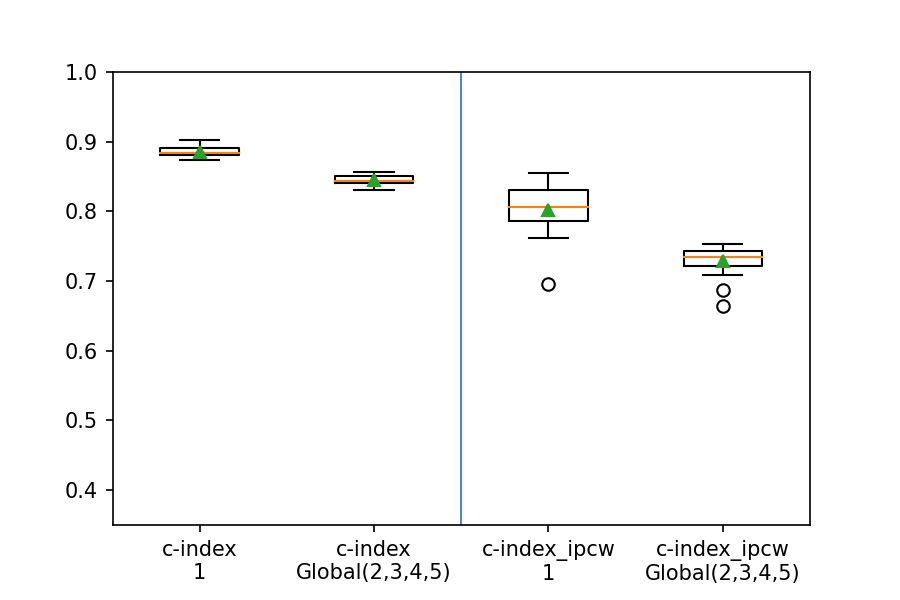 1.0
0.9
0.8
0.7
0.6
0.5
0.4
c-index
1
c-index
Global(2,3,4,5)
c-index_ipcw
1
c-index_ipcw
Global(2,3,4,5)